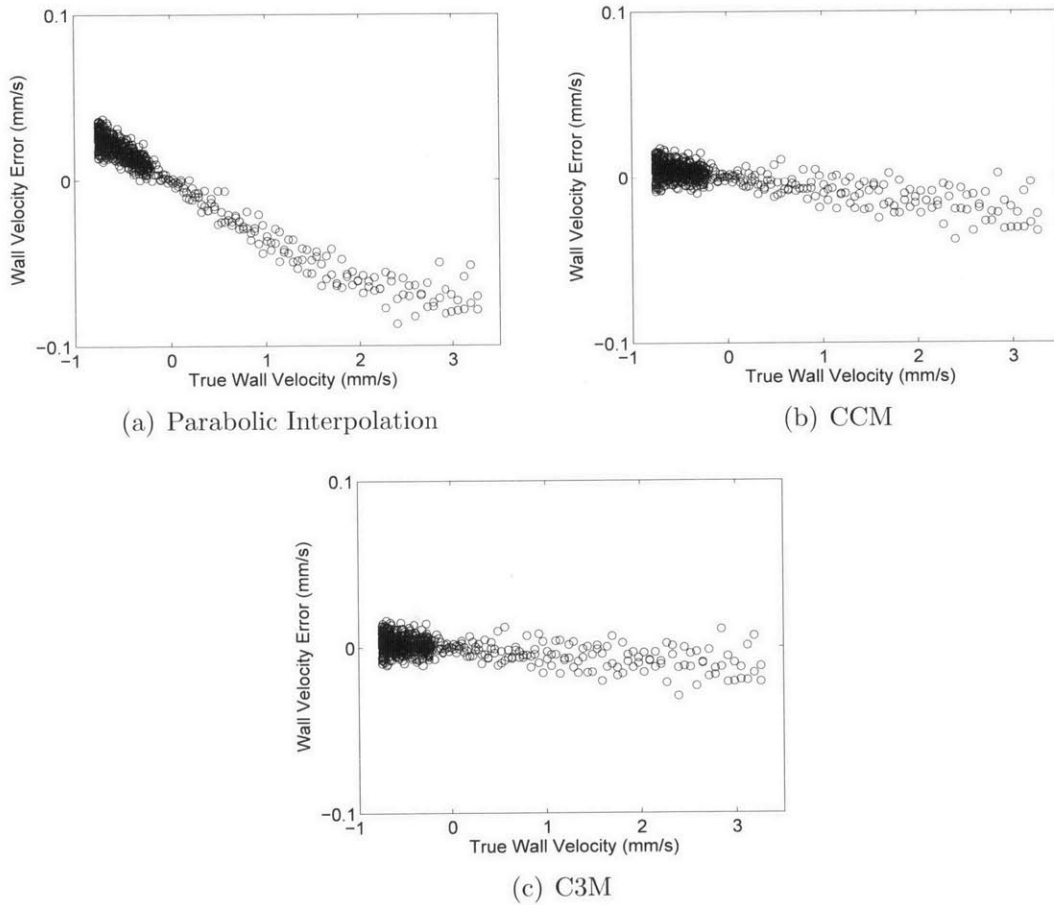 0.1
Wall Velocity Error (mm/s)
0
−0.1
−1
0
1
2
3
True Wall Velocity (mm/s)
(a) Parabolic Interpolation
0.1
Wall Velocity Error (mm/s)
0
−0.1
−1
0
1
2
3
True Wall Velocity (mm/s)
(b) CCM
0.1
Wall Velocity Error (mm/s)
0
−0.1
−1
0
1
2
3
True Wall Velocity (mm/s)
(c) C3M